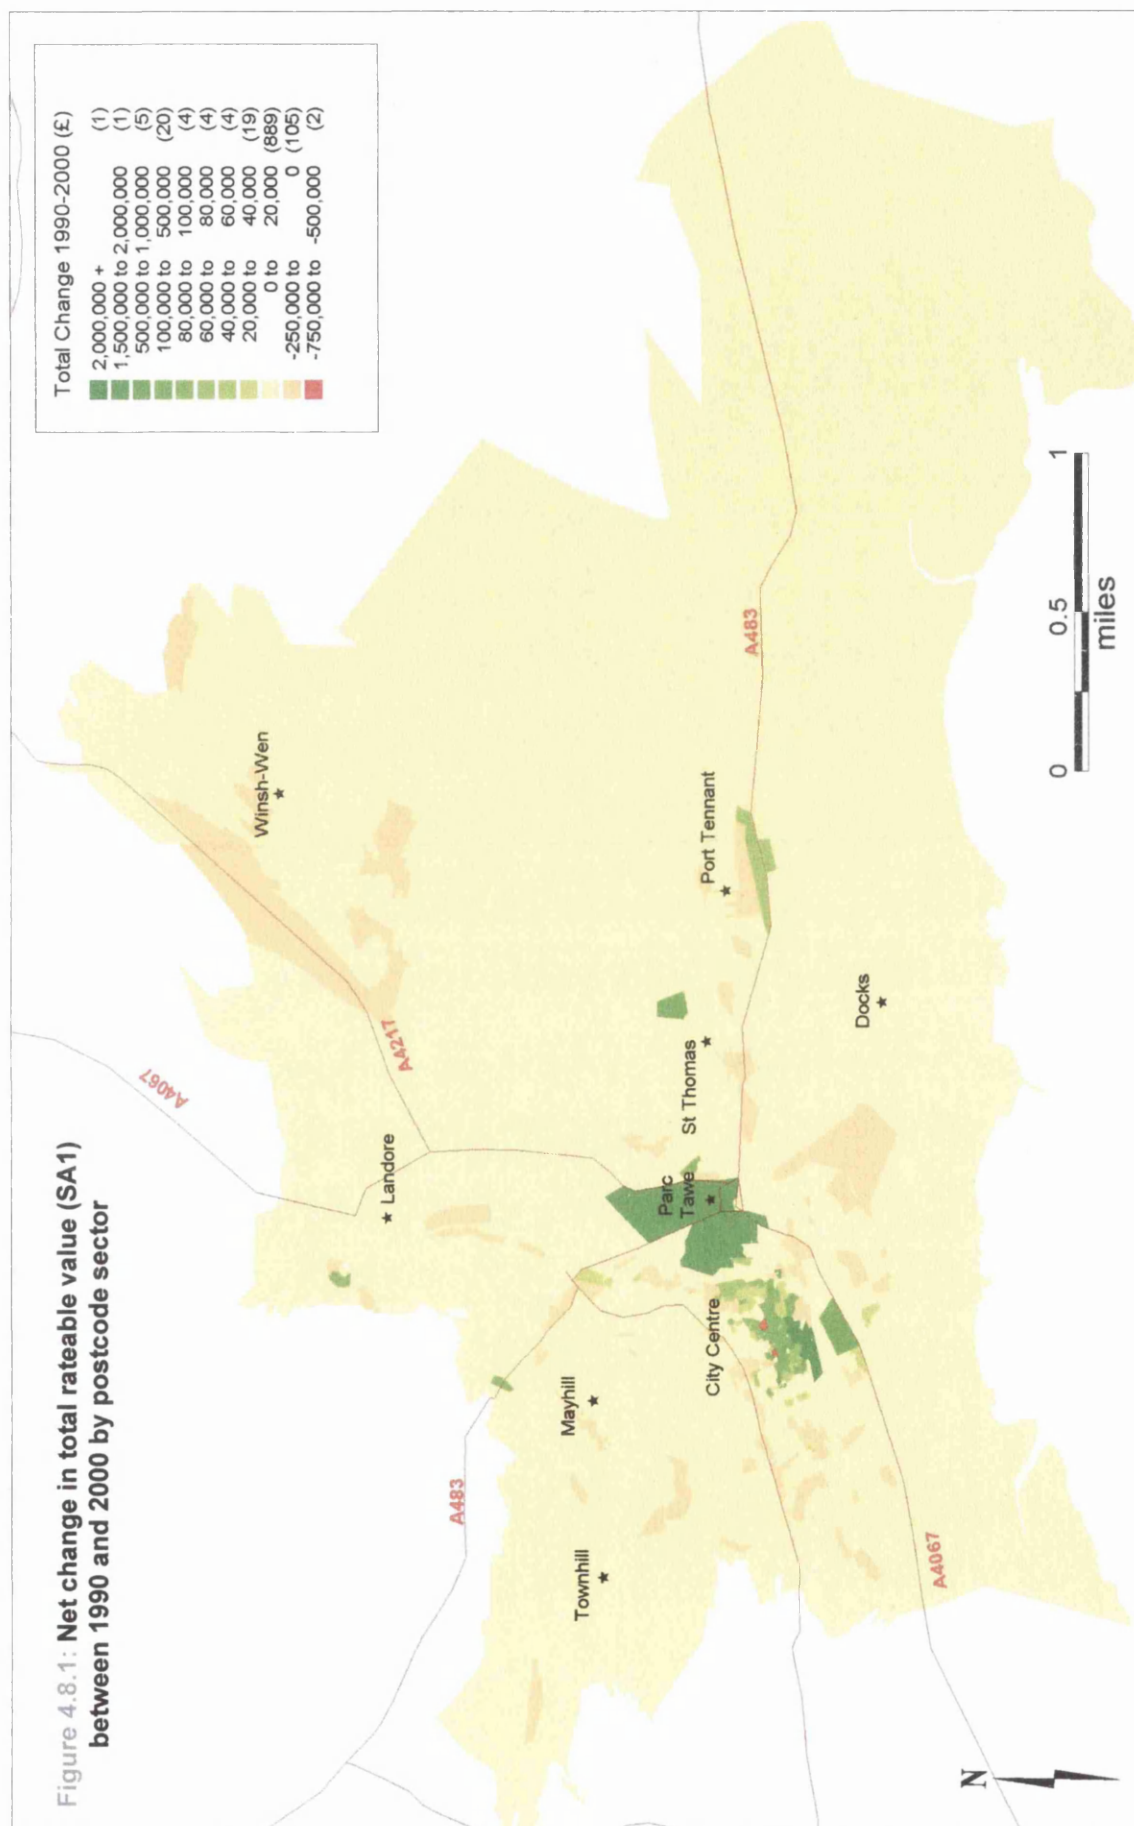 Figure 4.8.1: Net change in total rateable value (SA1)
between 1990 and 2000 by postcode sector
Total Change 1990-2000 (£)
2,000,000 + (1)
1,500,000 to 2,000,000 (1)
500,000 to 1,000,000 (5)
100,000 to 500,000 (20)
80,000 to 100,000 (4)
60,000 to 80,000 (4)
40,000 to 60,000 (4)
20,000 to 40,000 (19)
0 to 20,000 (889)
-250,000 to 0 (105)
-750,000 to -500,000 (2)
A4067
A4217
Winsh-Wen
Landore
A483
Mayhill
Townhill
Parc
Tawe
St Thomas
Port Tennant
A483
City Centre
Docks
A4067
N
0 0.5 1
miles